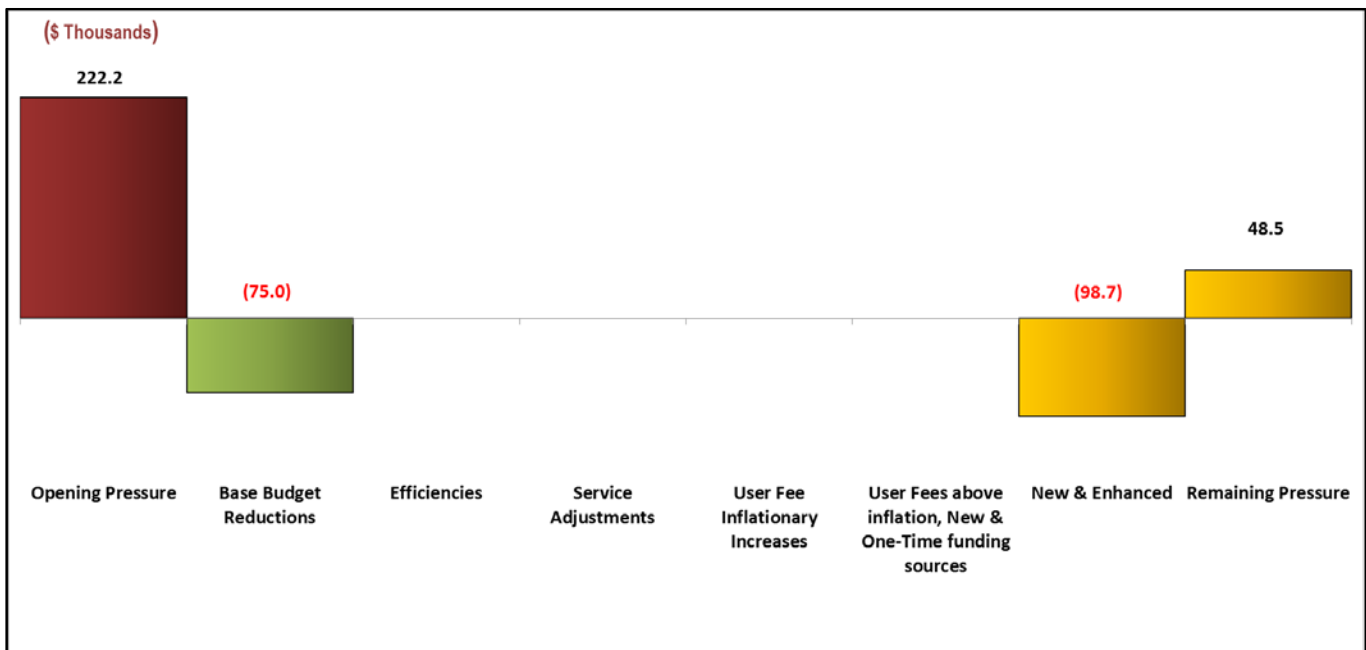 ($ Thousands)
222.2
(75.0)
(98.7)
48.5
Opening Pressure
Base Budget
Reductions
Efficiencies
Service
Adjustments
User Fee
Inflationary
Increases
User Fees above
inflation, New &
One-Time funding
sources
New & Enhanced
Remaining Pressure